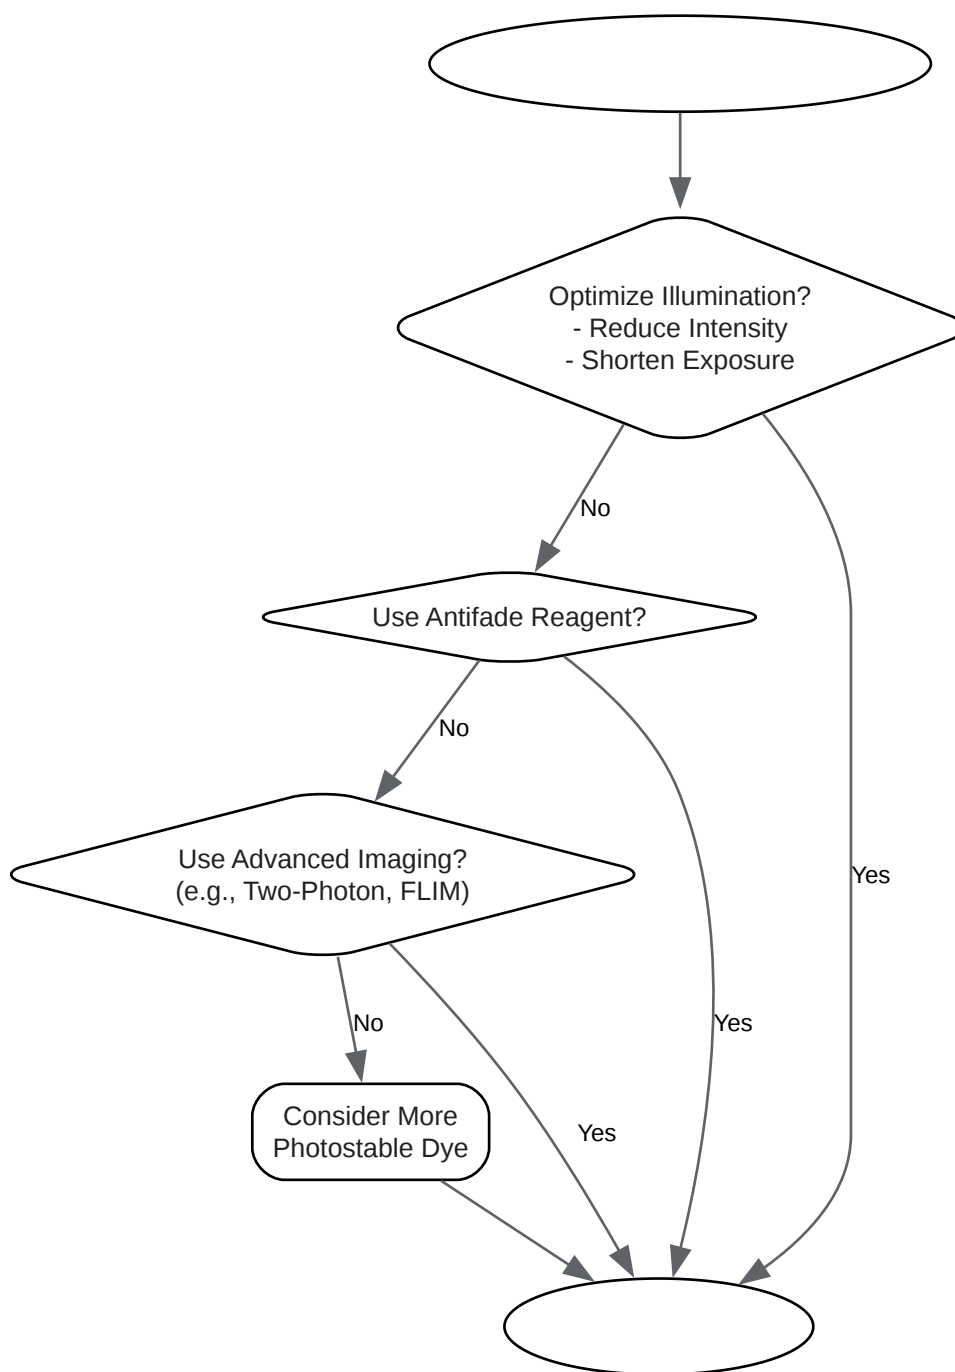 Optimize Illumination?
- Reduce Intensity
- Shorten Exposure
No
Use Antifade Reagent?
No
Use Advanced Imaging?
(e.g., Two-Photon, FLIM)
Yes
No
Yes
Consider More
Photostable Dye
Yes